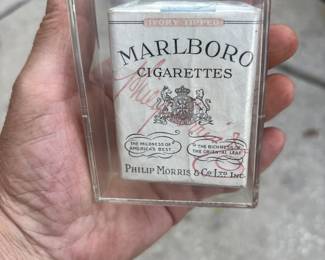 IVORY TIPPED
MARLBORO
CIGARETTES
THE MILDNESS OF
AMERICA'S BEST
THE RICHNESS OF
THE ORIENTAL LEAF
PHILIP MORRIS & CO LTD INC